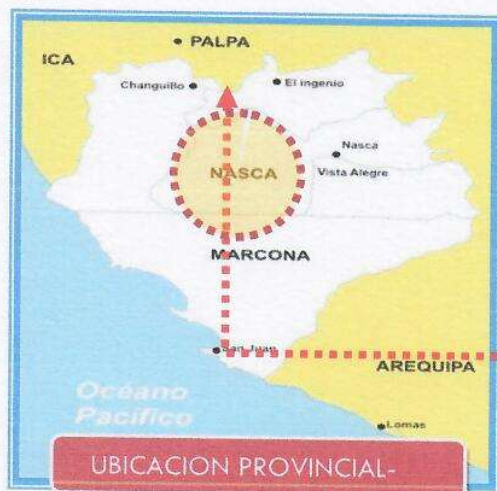 PALPA
ICA
Changuillo
El ingenio
Nasca
NASCA
Vista Alegre
MARCONA
San Juan
AREQUIPA
Océano
Pacífico
Lomas
UBICACION PROVINCIAL-